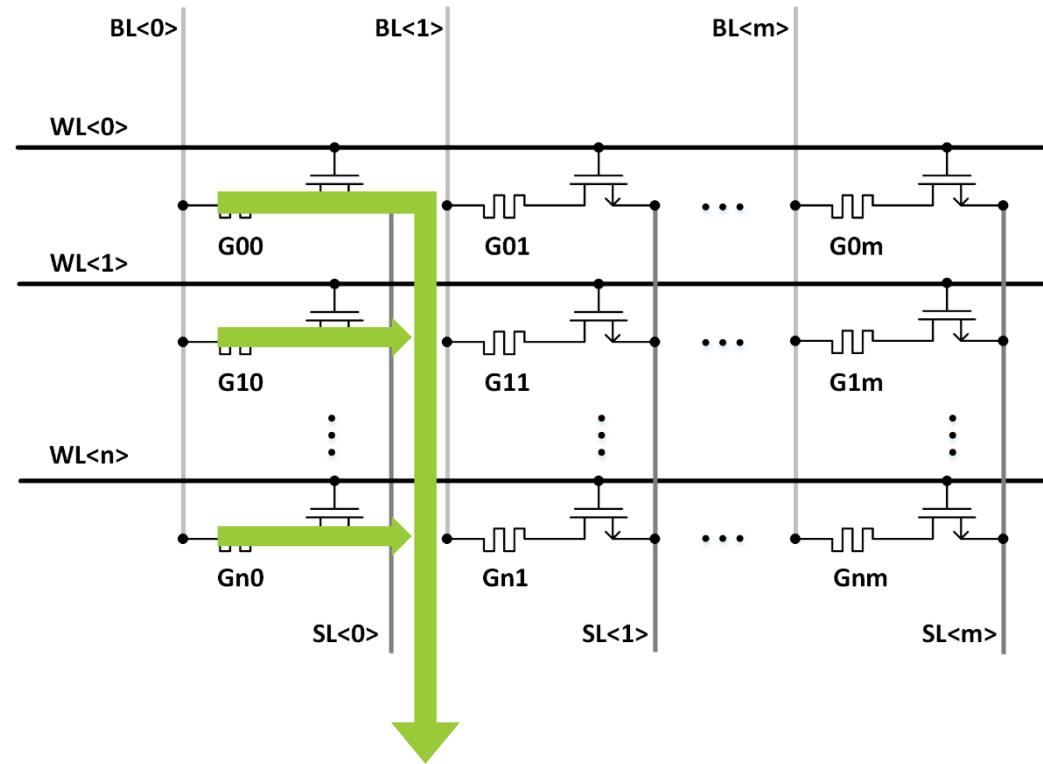 BL<0> BL<1> BL<m>
WL<0>
G00 G01 G0m
WL<1>
G10 G11 G1m
WL<n>
Gn0 Gn1 Gnm
SL<0> SL<1> SL<m>